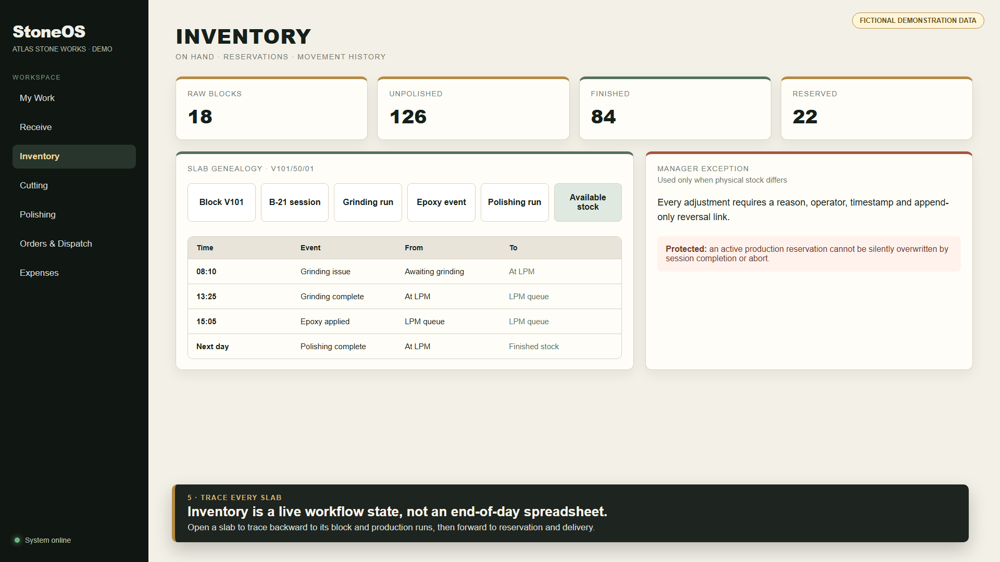 StoneOS
ATLAS STONE WORKS · DEMO
WORKSPACE
My Work
Receive
Inventory
Cutting
Polishing
Orders & Dispatch
Expenses
System online
FICTIONAL DEMONSTRATION DATA
INVENTORY
ON HAND · RESERVATIONS · MOVEMENT HISTORY
RAW BLOCKS
18
UNPOLISHED
126
FINISHED
84
RESERVED
22
SLAB GENEALOGY · V101/50/01
Block V101
B-21 session
Grinding run
Epoxy event
Polishing run
Available
stock
Time Event From To
08:10 Grinding issue Awaiting grinding At LPM
13:25 Grinding complete At LPM LPM queue
15:05 Epoxy applied LPM queue LPM queue
Next day Polishing complete At LPM Finished stock
MANAGER EXCEPTION
Used only when physical stock differs
Every adjustment requires a reason, operator, timestamp and append-
only reversal link.
Protected: an active production reservation cannot be silently overwritten by
session completion or abort.
5 · TRACE EVERY SLAB
Inventory is a live workflow state, not an end-of-day spreadsheet.
Open a slab to trace backward to its block and production runs, then forward to reservation and delivery.